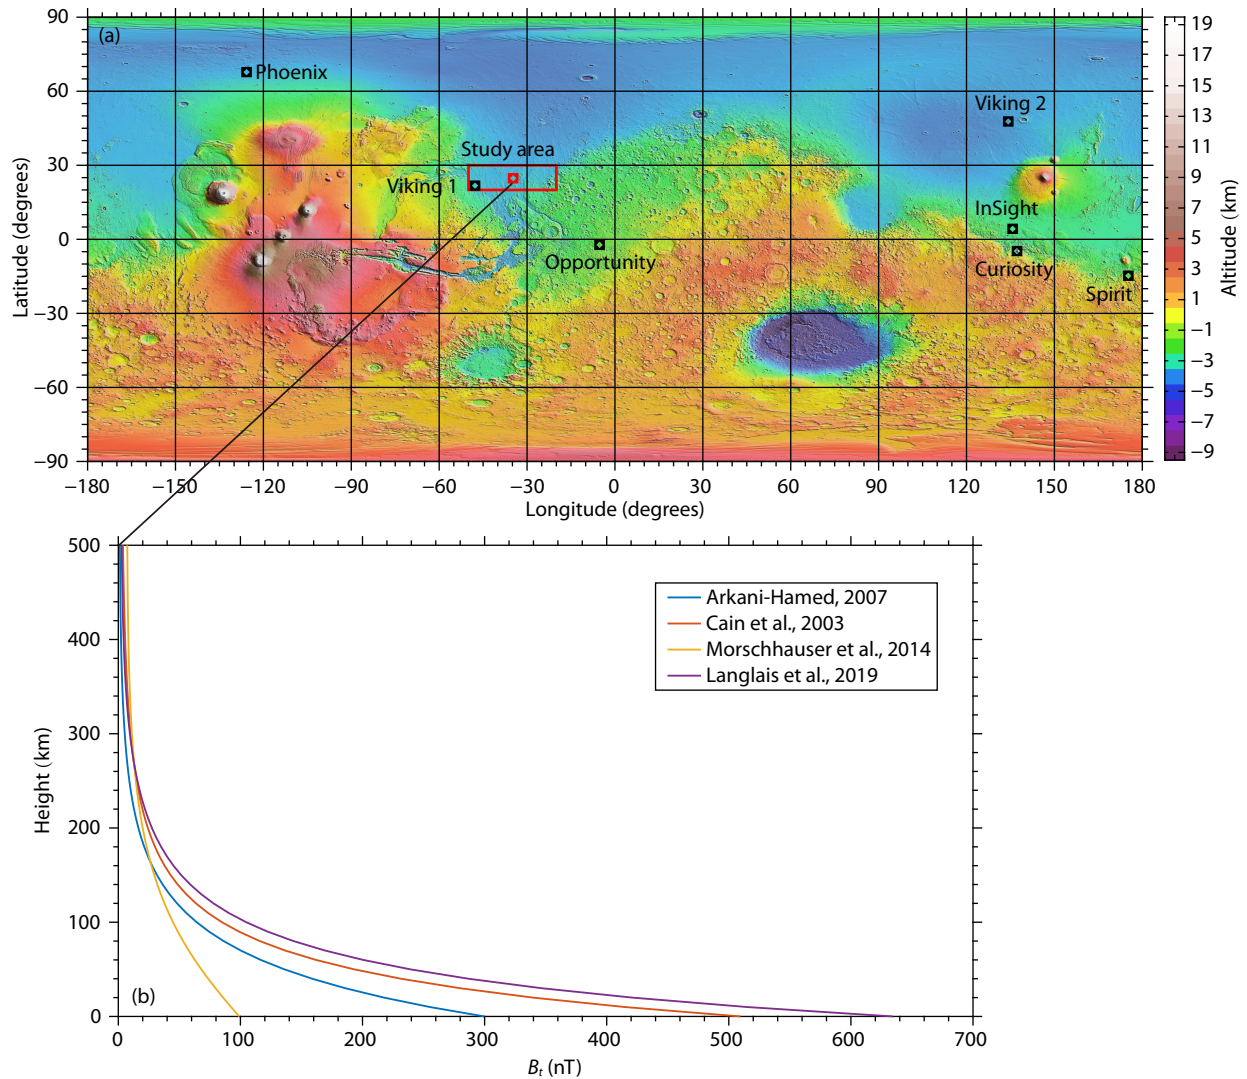 (a)
90
60
30
0
−30
−60
−90
Latitude (degrees)
Phoenix
Viking 2
Study area
Viking 1
InSight
Opportunity
Curiosity
Spirit
−180
−150
−120
−90
−60
−30
0
30
60
90
120
150
180
Longitude (degrees)
19
17
15
13
11
9
7
5
3
1
−1
−3
−5
−7
−9
Altitude (km)
500
400
300
200
100
0
Height (km)
Arkani-Hamed, 2007
Cain et al., 2003
Morschhauser et al., 2014
Langlais et al., 2019
(b)
0
100
200
300
400
500
600
700
Bt (nT)